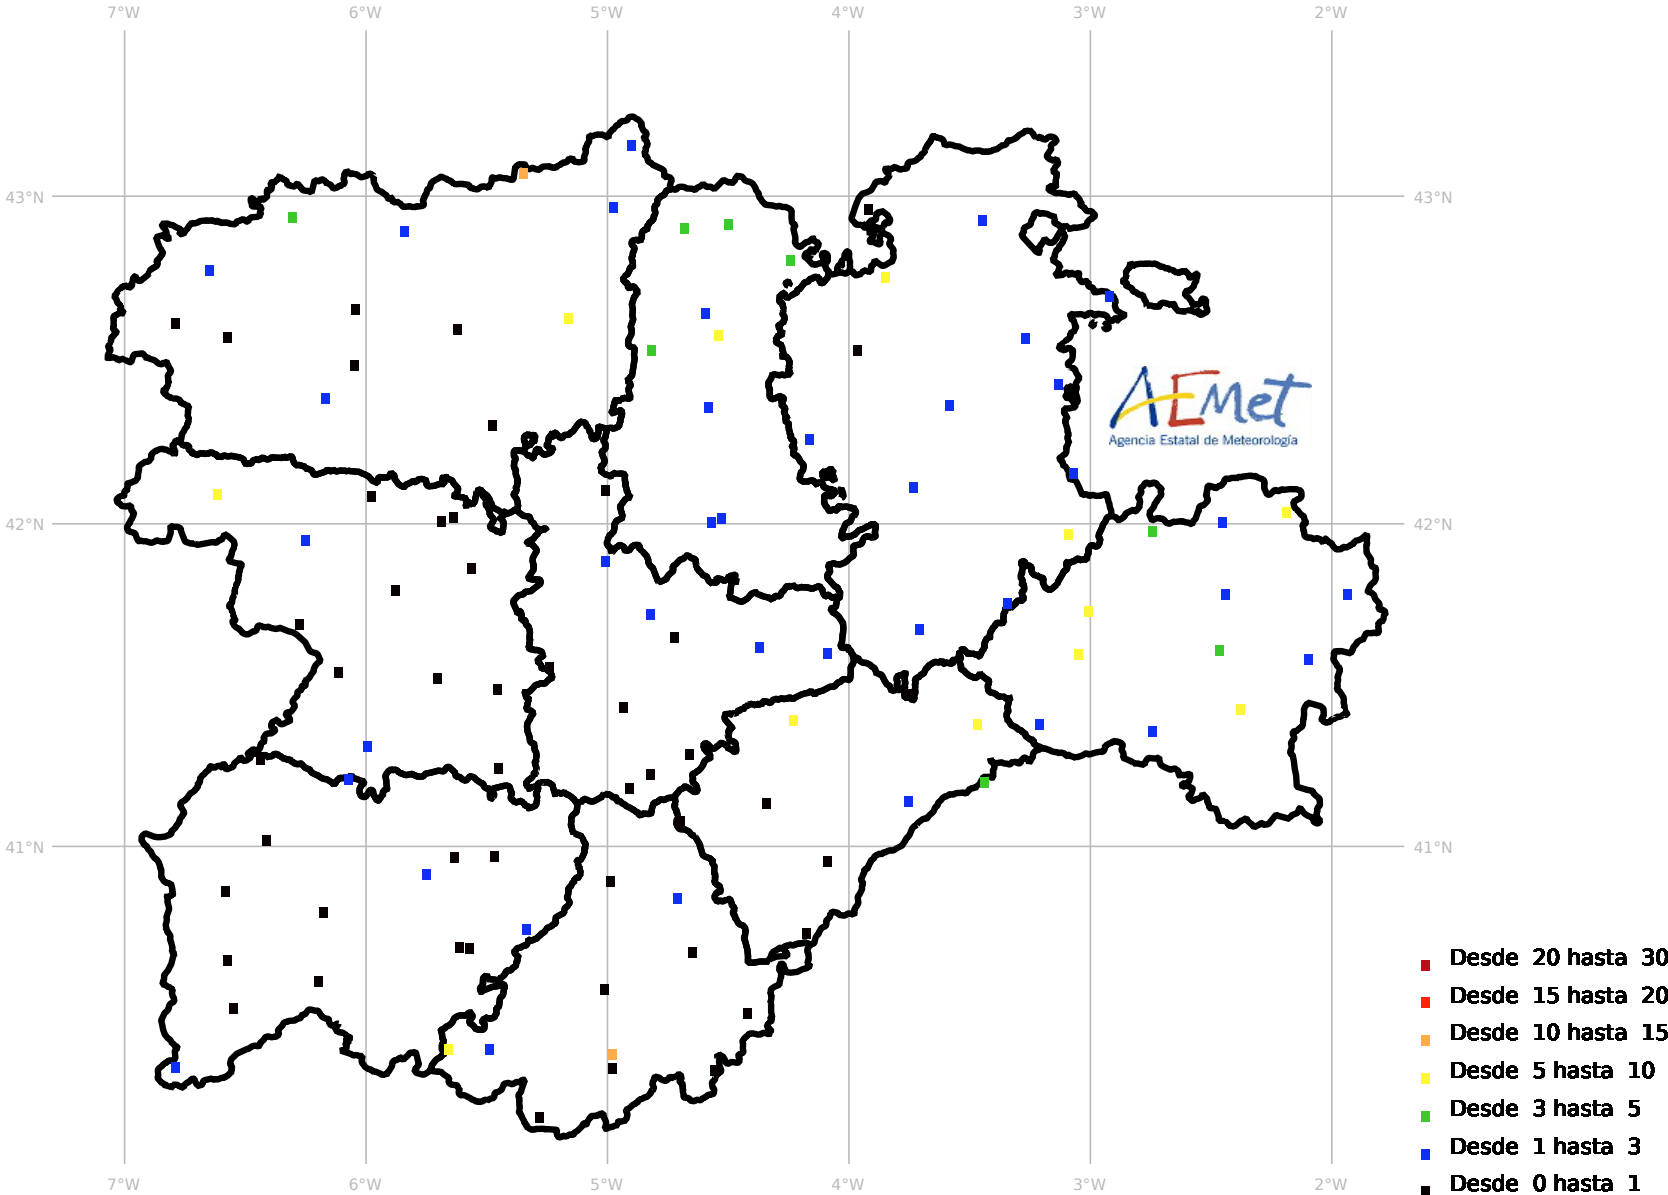 7°W 6°W 5°W 4°W 3°W 2°W
43°N 43°N
AEMet
Agencia Estatal de Meteorología
42°N 42°N
41°N 41°N
Desde 20 hasta 30
Desde 15 hasta 20
Desde 10 hasta 15
Desde 5 hasta 10
Desde 3 hasta 5
Desde 1 hasta 3
Desde 0 hasta 1
7°W 6°W 5°W 4°W 3°W 2°W